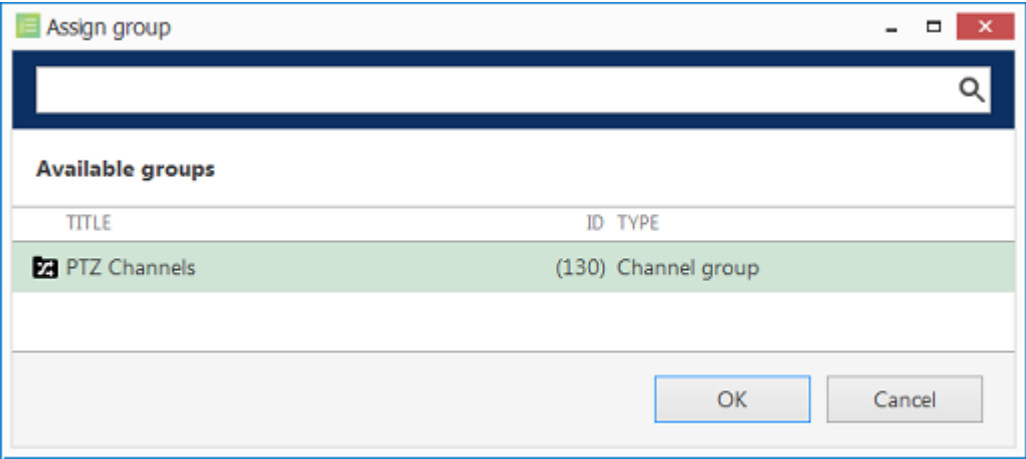 Assign group
Available groups
TITLE ID TYPE
PTZ Channels (130) Channel group
OK Cancel